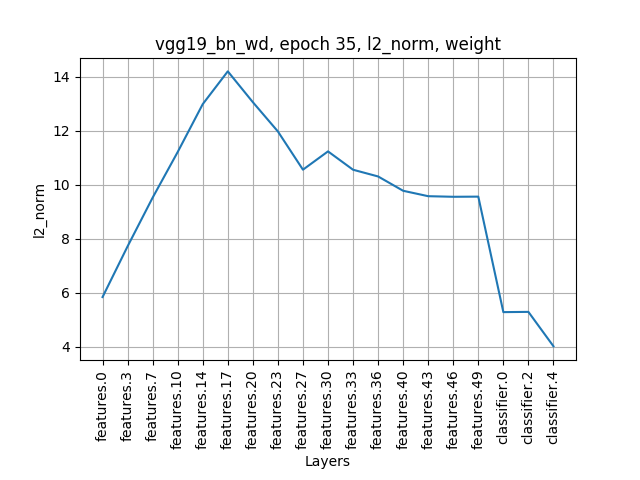 vgg19_bn_wd, epoch 35, l2_norm, weight
14
12
10
8
6
4
l2_norm
features.0
features.3
features.7
features.10
features.14
features.17
features.20
features.23
features.27
features.30
features.33
features.36
features.40
features.43
features.46
features.49
classifier.0
classifier.2
classifier.4
Layers